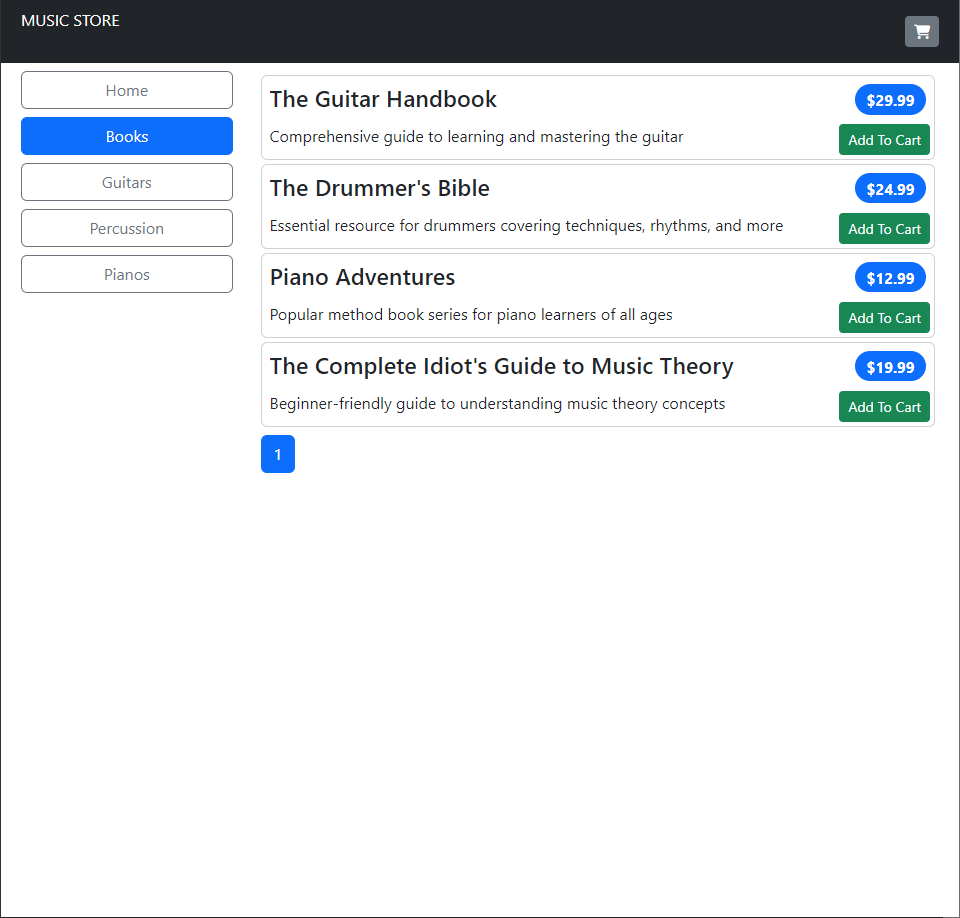 MUSIC STORE
Home
Books
Guitars
Percussion
Pianos
The Guitar Handbook
$29.99
Comprehensive guide to learning and mastering the guitar
Add To Cart
The Drummer's Bible
$24.99
Essential resource for drummers covering techniques, rhythms, and more
Add To Cart
Piano Adventures
$12.99
Popular method book series for piano learners of all ages
Add To Cart
The Complete Idiot's Guide to Music Theory
$19.99
Beginner-friendly guide to understanding music theory concepts
Add To Cart
1